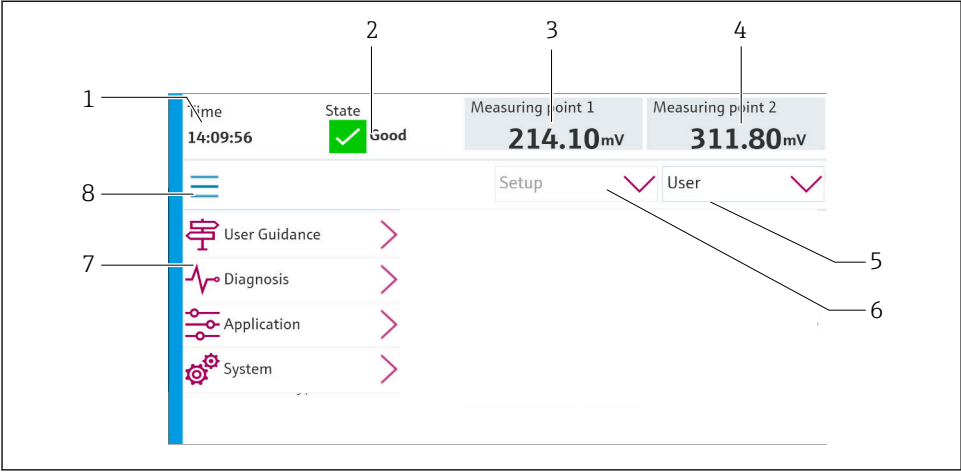 2 3 4
1
Time State Measuring point 1 Measuring point 2
14:09:56 Good 214.10mV 311.80mV
8 Setup User
User Guidance
7 Diagnosis 5
Application 6
System